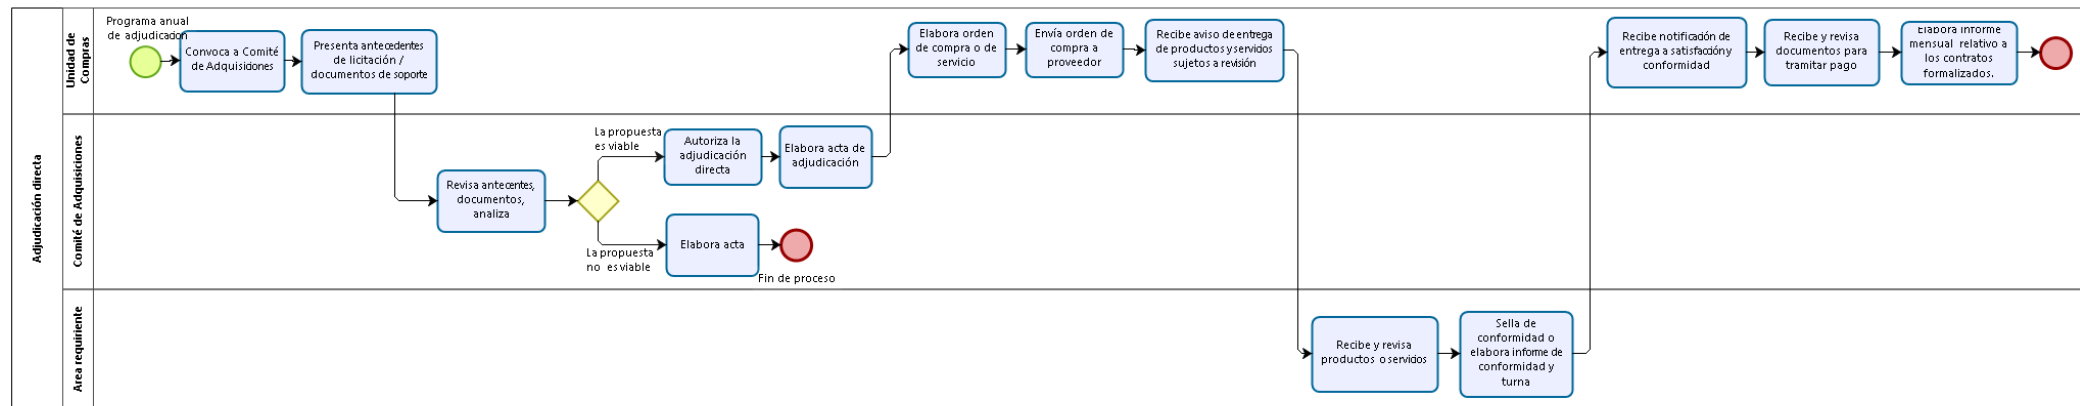 Adjudicación directa
Unidad de
Compras
Programa anual
de adjudicacion
Convoca a Comité
de Adquisiciones
Presenta antecedentes
de licitación /
documentos de soporte
Elabora orden
de compra o de
servicio
Envía orden de
compra a
proveedor
Recibe aviso de entrega
de productos y servicios
sujetos a revisión
Recibe notificación de
entrega a satisfacción y
conformidad
Recibe y revisa
documentos para
tramitar pago
Elabora informe
mensual relativo a
los contratos
formalizados.
Comité de Adquisiciones
Revisa antecentes,
documentos,
analiza
La propuesta
es viable
Autoriza la
adjudicación
directa
Elabora acta de
adjudicación
La propuesta
no es viable
Elabora acta
Fin de proceso
Area requiriente
Recibe y revisa
productos o servicios
Sella de
conformidad o
elabora informe de
conformidad y
turna